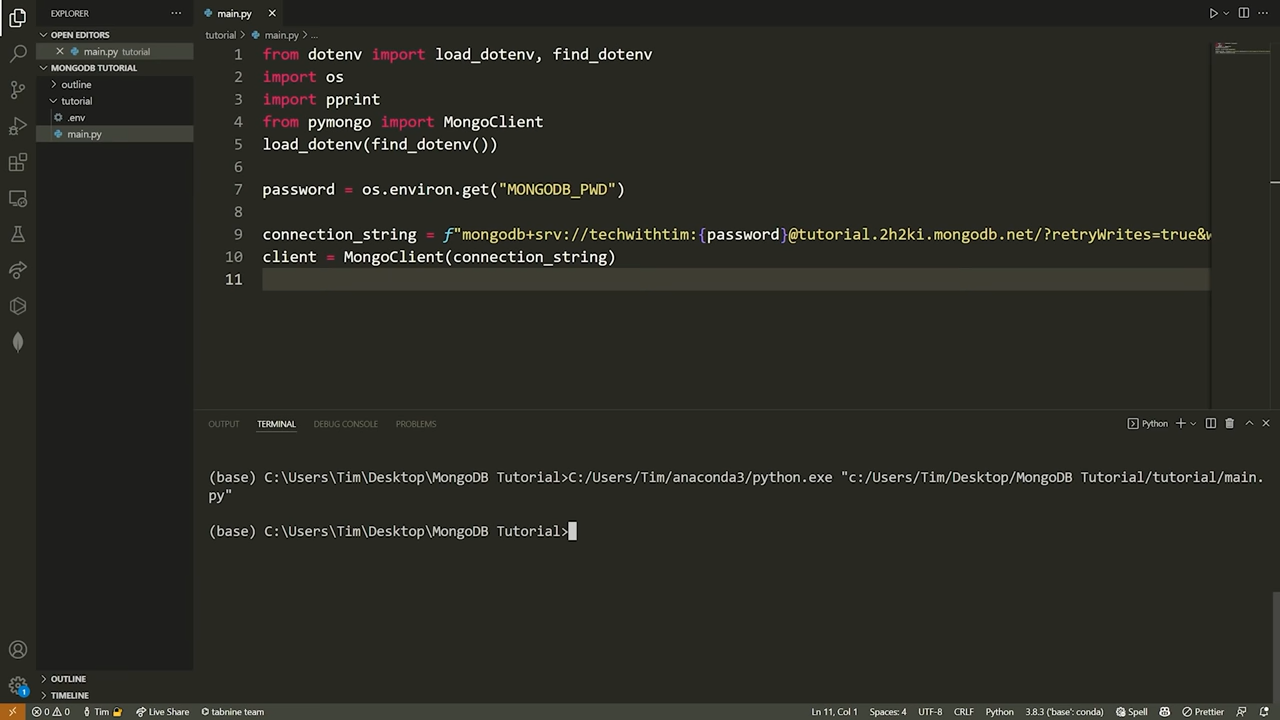 EXPLORER
OPEN EDITORS
main.py tutorial
MONGODB TUTORIAL
outline
tutorial
.env
main.py
main.py
tutorial > main.py > ...
1 from dotenv import load_dotenv, find_dotenv
2 import os
3 import pprint
4 from pymongo import MongoClient
5 load_dotenv(find_dotenv())
6
7 password = os.environ.get("MONGODB_PWD")
8
9 connection_string = f"mongodb+srv://techwithtim:{password}@tutorial.2h2ki.mongodb.net/?retryWrites=true&w
10 client = MongoClient(connection_string)
11
OUTPUT TERMINAL DEBUG CONSOLE PROBLEMS
Python
(base) C:\Users\Tim\Desktop\MongoDB Tutorial>C:/Users/Tim/anaconda3/python.exe "c:/Users/Tim/Desktop/MongoDB Tutorial/tutorial/main.
py"
(base) C:\Users\Tim\Desktop\MongoDB Tutorial>
OUTLINE
TIMELINE
1
0 0 Tim Live Share tabnine team Ln 11, Col 1 Spaces: 4 UTF-8 CRLF Python 3.8.3 ('base': conda) Spell Prettier